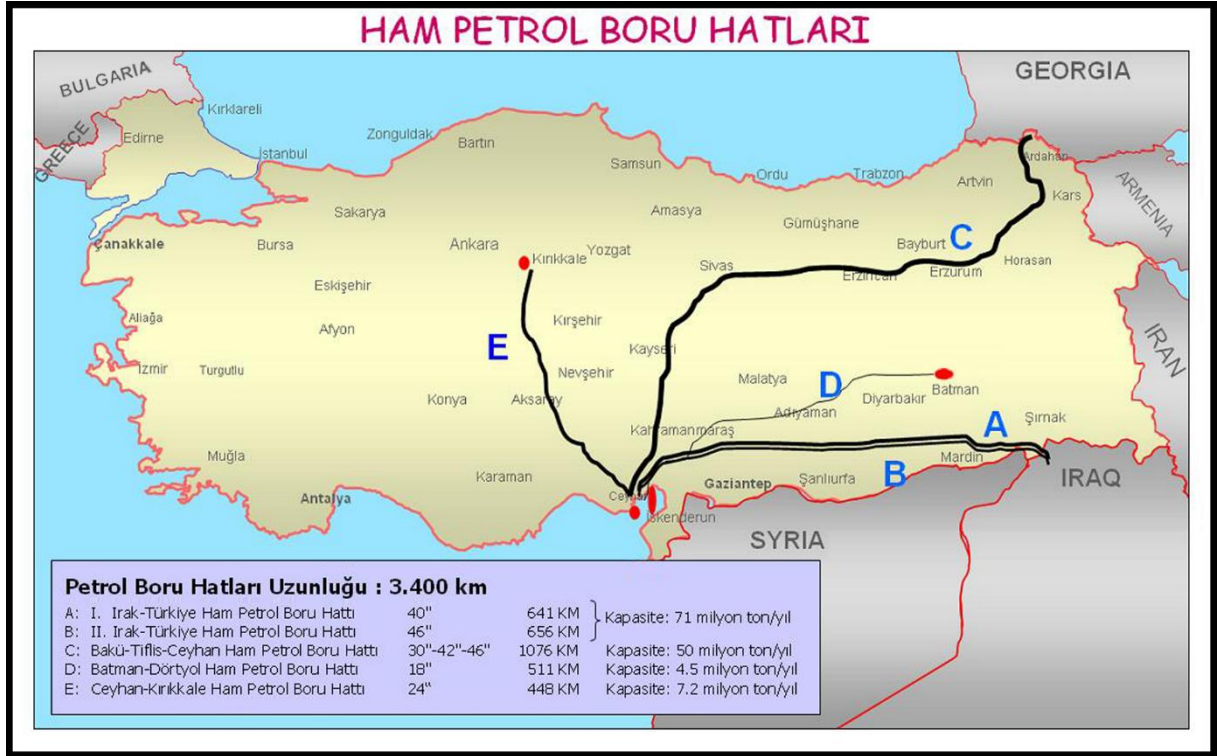 HAM PETROL BORU HATLARI
BULGARIA
GEORGIA
Kırklareli
Edirne
GREECE
İstanbul
Zonguldak
Bartın
Samsun
Ordu
Trabzon
Artvin
Ardahan
Kars
ARMENIA
Sakarya
Amasya
Gümüşhane
Çanakkale
Bursa
Ankara
Yozgat
Kırıkkale
Sivas
Bayburt
C
Erzincan
Erzurum
Horasan
Eskişehir
Aliağa
Afyon
Kırşehir
E
Kayseri
IRAN
İzmir
Turgutlu
Nevşehir
Malatya
D
Batman
Konya
Aksaray
Adıyaman
Diyarbakır
Kahramanmaraş
A
Şırnak
Muğla
Karaman
Mardin
Antalya
Gaziantep
Şanlıurfa
B
IRAQ
Ceyhan
İskenderun
SYRIA
Petrol Boru Hatları Uzunluğu : 3.400 km
A: I. Irak-Türkiye Ham Petrol Boru Hattı 40" 641 KM
Kapasite: 71 milyon ton/yıl
B: II. Irak-Türkiye Ham Petrol Boru Hattı 46" 656 KM
C: Bakü-Tiflis-Ceyhan Ham Petrol Boru Hattı 30"-42"-46" 1076 KM Kapasite: 50 milyon ton/yıl
D: Batman-Dörtyol Ham Petrol Boru Hattı 18" 511 KM Kapasite: 4.5 milyon ton/yıl
E: Ceyhan-Kırıkkale Ham Petrol Boru Hattı 24" 448 KM Kapasite: 7.2 milyon ton/yıl